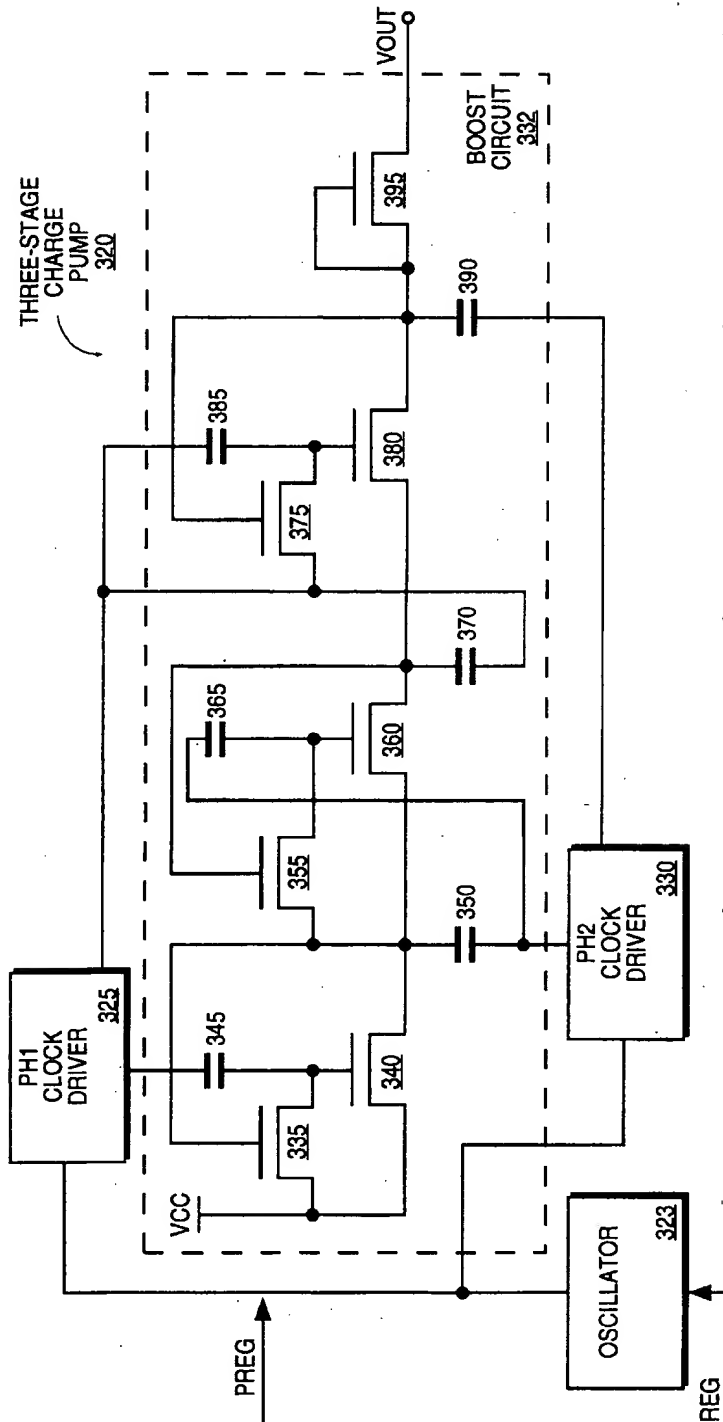 THREE-STAGE
CHARGE
PUMP
320
PH1
CLOCK
DRIVER
325
VCC
335
340
345
350
355
360
365
370
375
380
385
390
395
VOUT
BOOST
CIRCUIT
332
PREG
PREG
OSCILLATOR
323
PH2
CLOCK
DRIVER
330